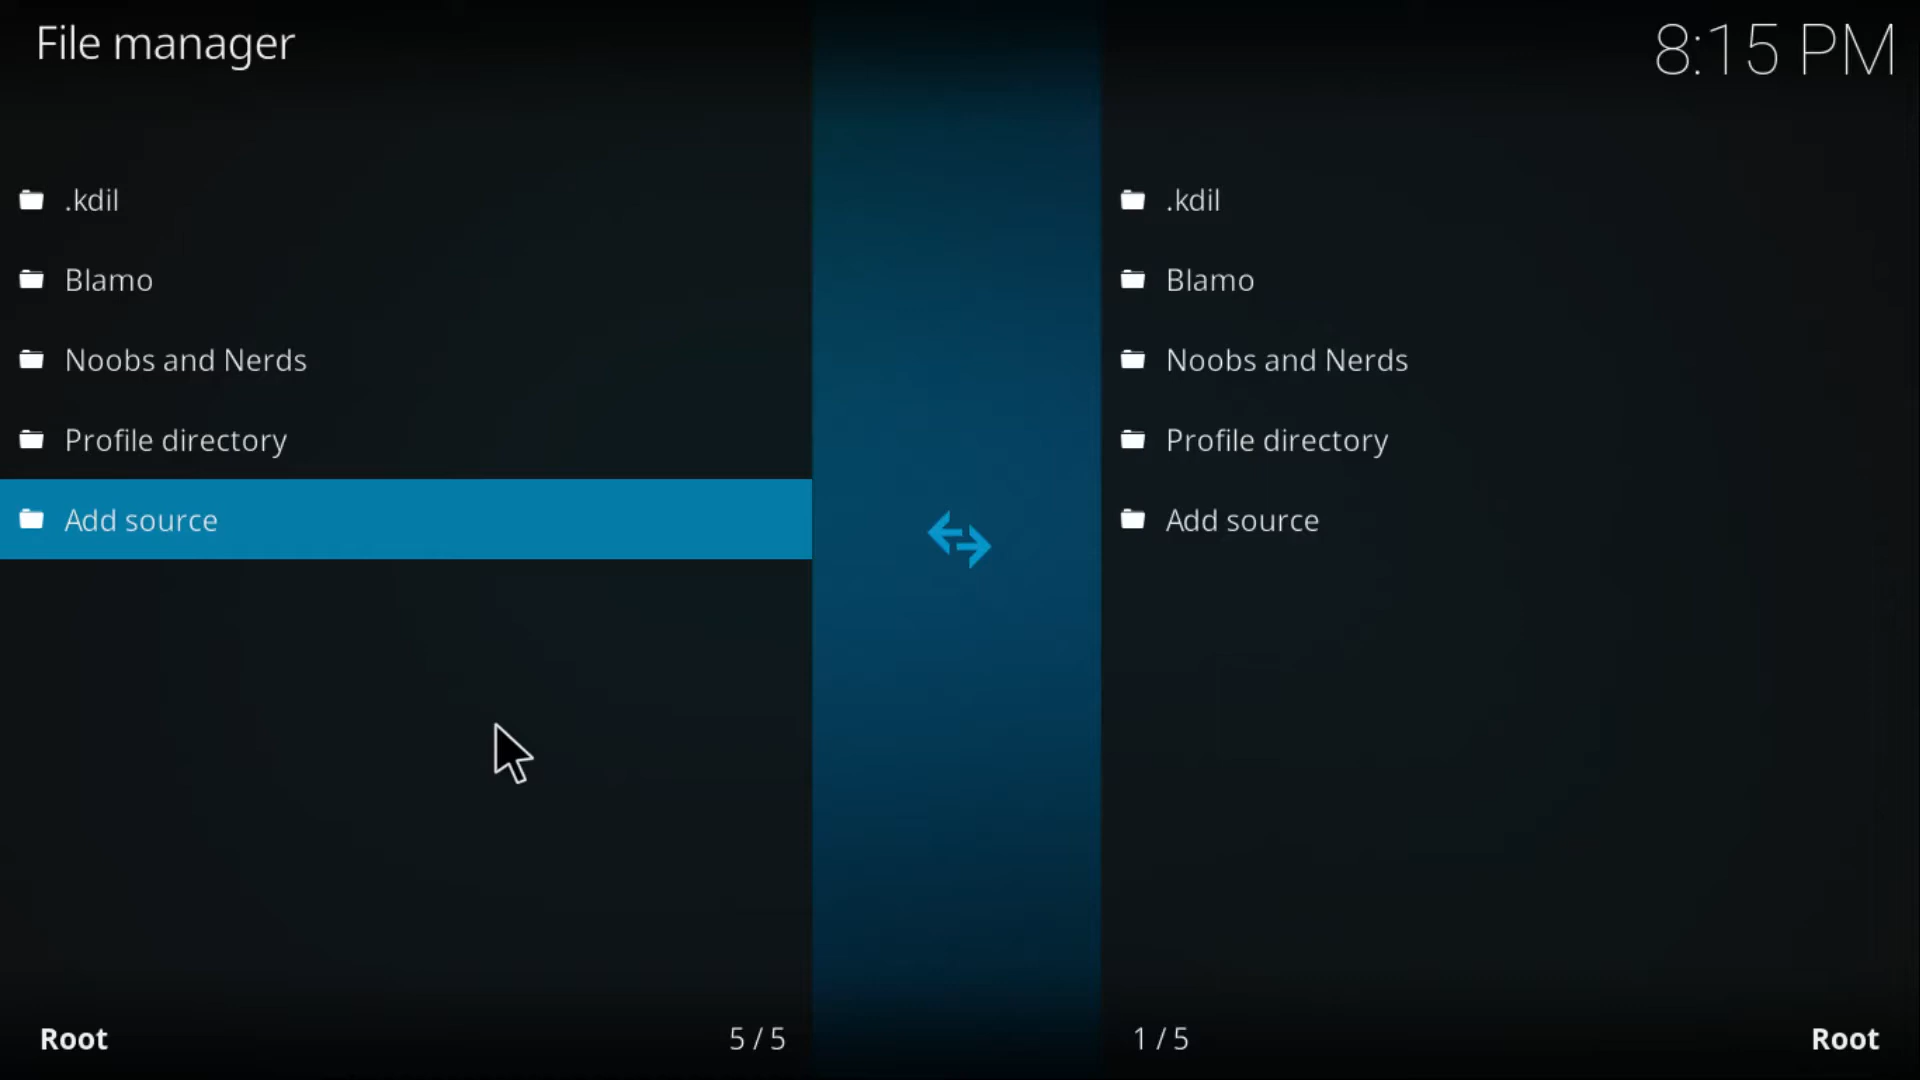 File manager
8:15 PM
.kdil
Blamo
Noobs and Nerds
Profile directory
Add source
.kdil
Blamo
Noobs and Nerds
Profile directory
Add source
Root
5 / 5
1 / 5
Root